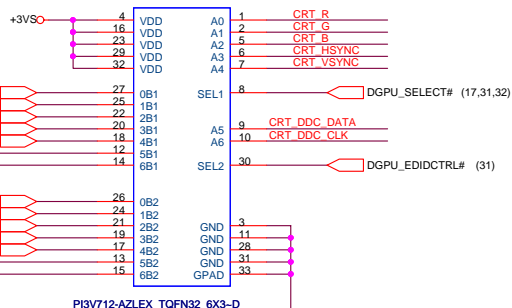 +3VS
4 VDD A0 1 CRT_R
16 VDD A1 2 CRT_G
23 VDD A2 5 CRT_B
29 VDD A3 6 CRT_HSYNC
32 VDD A4 7 CRT_VSYNC
27 0B1 SEL1 8 DGPU_SELECT# (17,31,32)
25 1B1
22 2B1
20 3B1 A5 9 CRT_DDC_DATA
18 4B1 A6 10 CRT_DDC_CLK
12 5B1
14 6B1 SEL2 30 DGPU_EDIDCTRL# (31)
26 0B2
24 1B2
21 2B2 GND 3
19 3B2 GND 11
17 4B2 GND 28
13 5B2 GND 31
15 6B2 GPAD 33
PI3V712-AZLEX_TQFN32_6X3~D